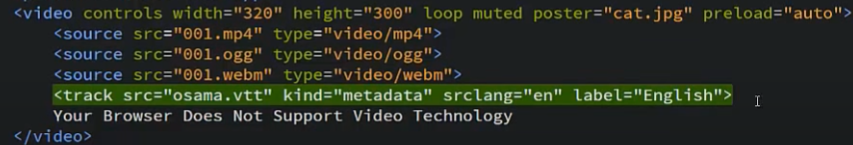 <video controls width="320" height="300" loop muted poster="cat.jpg" preload="auto">
<source src="001.mp4" type="video/mp4">
<source src="001.ogg" type="video/ogg">
<source src="001.webm" type="video/webm">
<track src="osama.vtt" kind="metadata" srclang="en" label="English">
Your Browser Does Not Support Video Technology
</video>